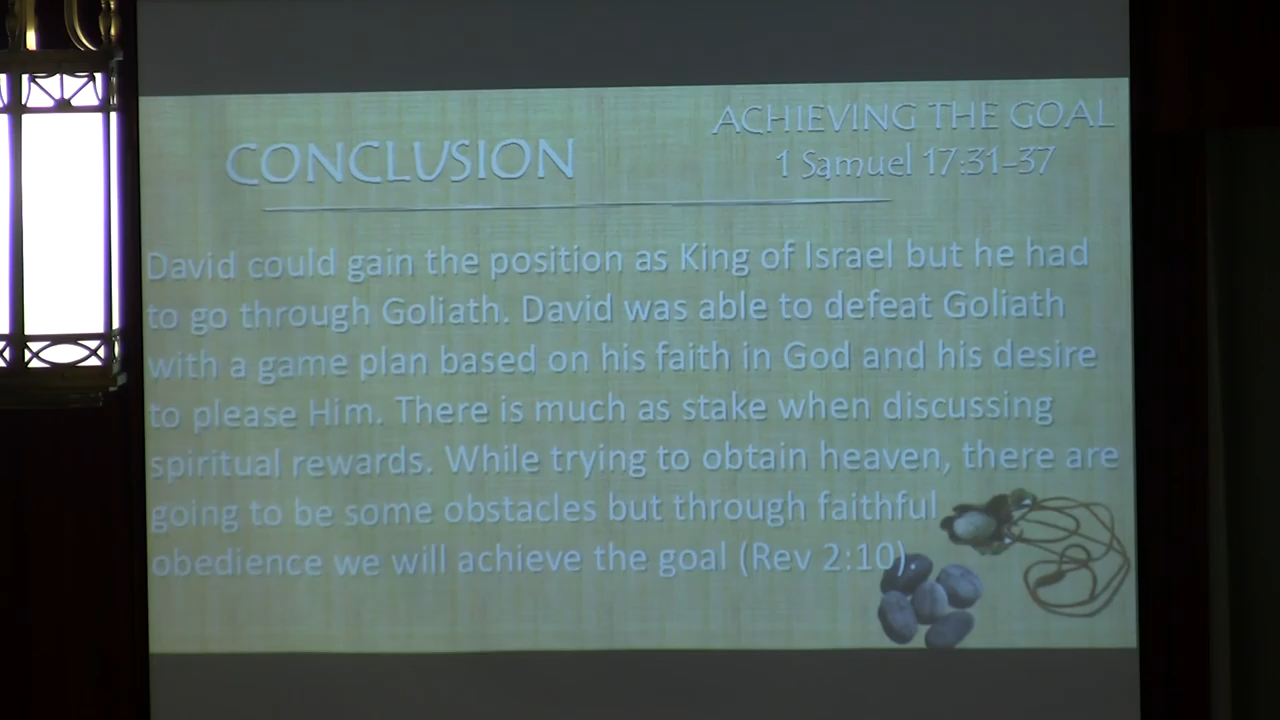 ACHIEVING THE GOAL
1 Samuel 17:31-37
CONCLUSION
David could gain the position as King of Israel but he had
to go through Goliath. David was able to defeat Goliath
with a game plan based on his faith in God and his desire
to please Him. There is much as stake when discussing
spiritual rewards. While trying to obtain heaven, there are
going to be some obstacles but through faithful
obedience we will achieve the goal (Rev 2:10)